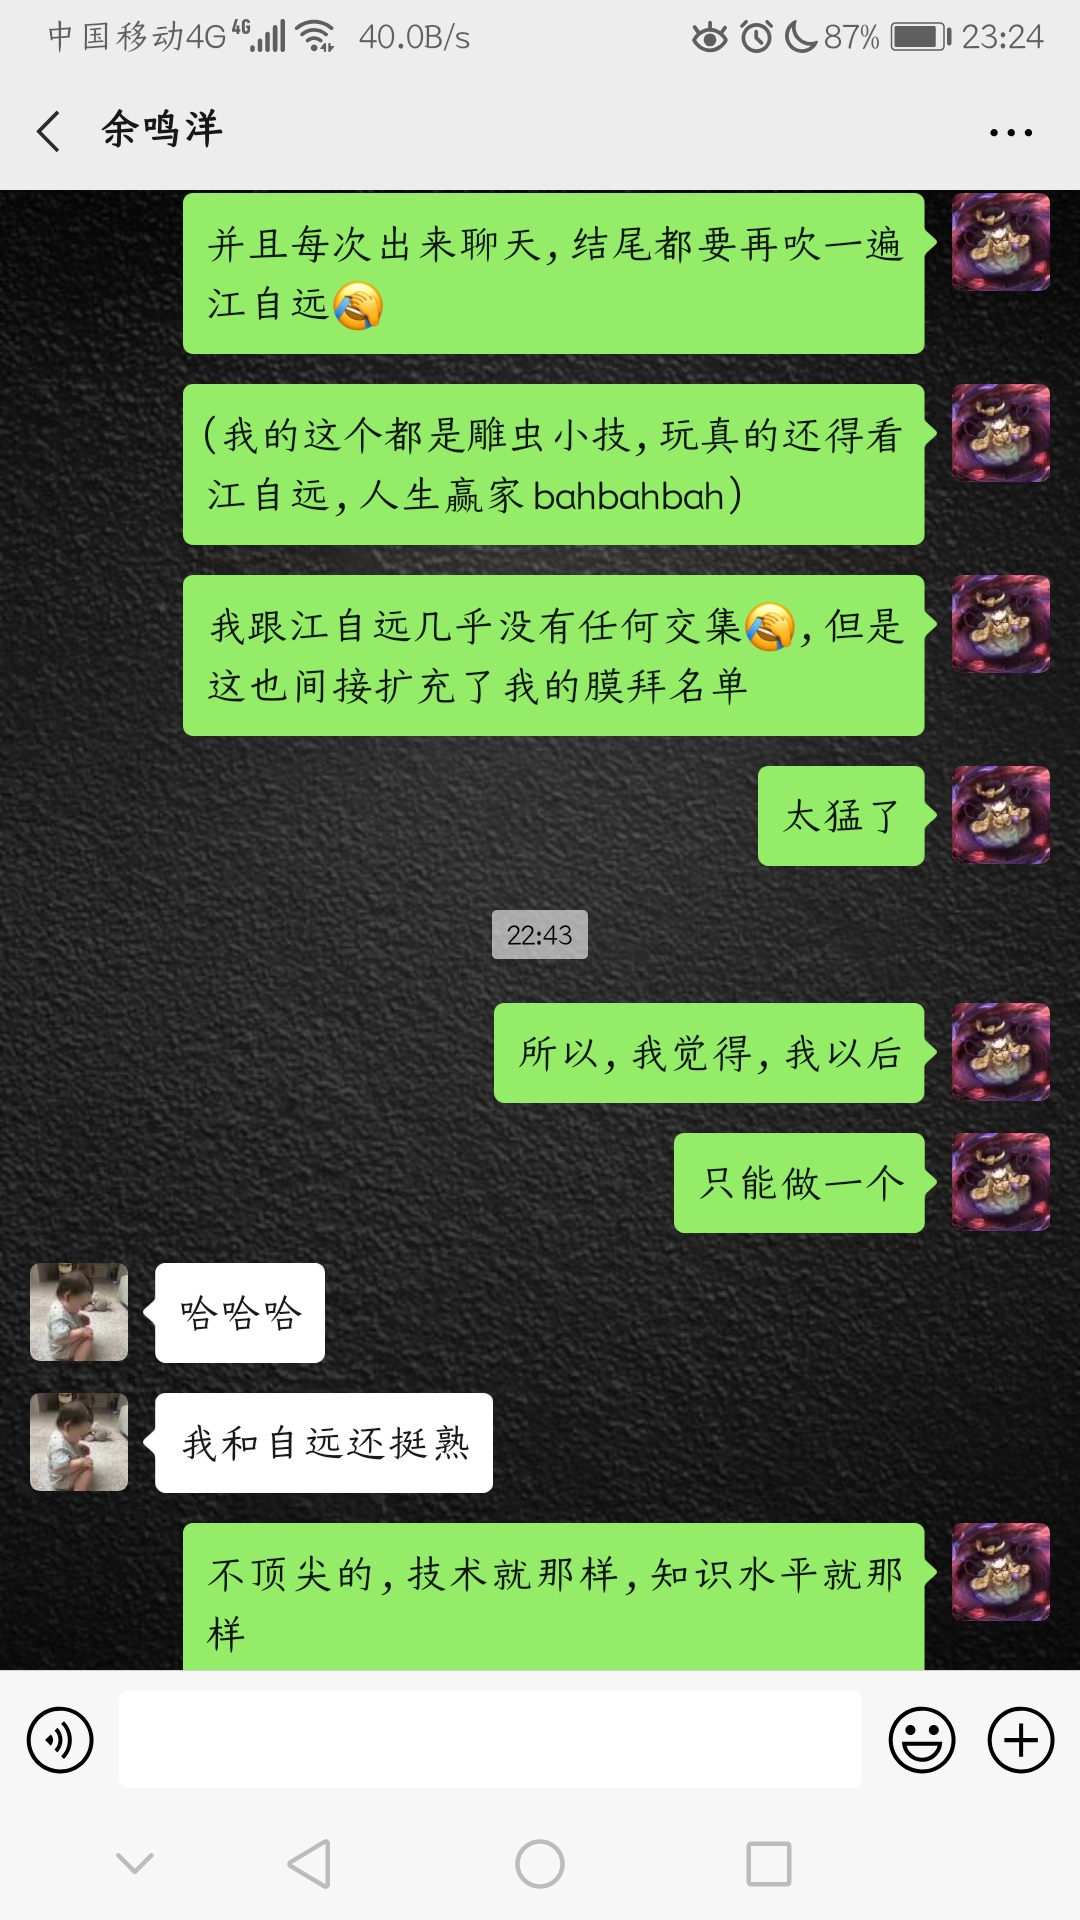 中国移动4G 4G 40.0B/s 87% 23:24
余鸣洋
并且每次出来聊天,结尾都要再吹一遍
江自远🤦
(我的这个都是雕虫小技,玩真的还得看
江自远,人生赢家bahbahbah)
我跟江自远几乎没有任何交集🤦,但是
这也间接扩充了我的膜拜名单
太猛了
22:43
所以,我觉得,我以后
只能做一个
哈哈哈
我和自远还挺熟
不顶尖的,技术就那样,知识水平就那
样